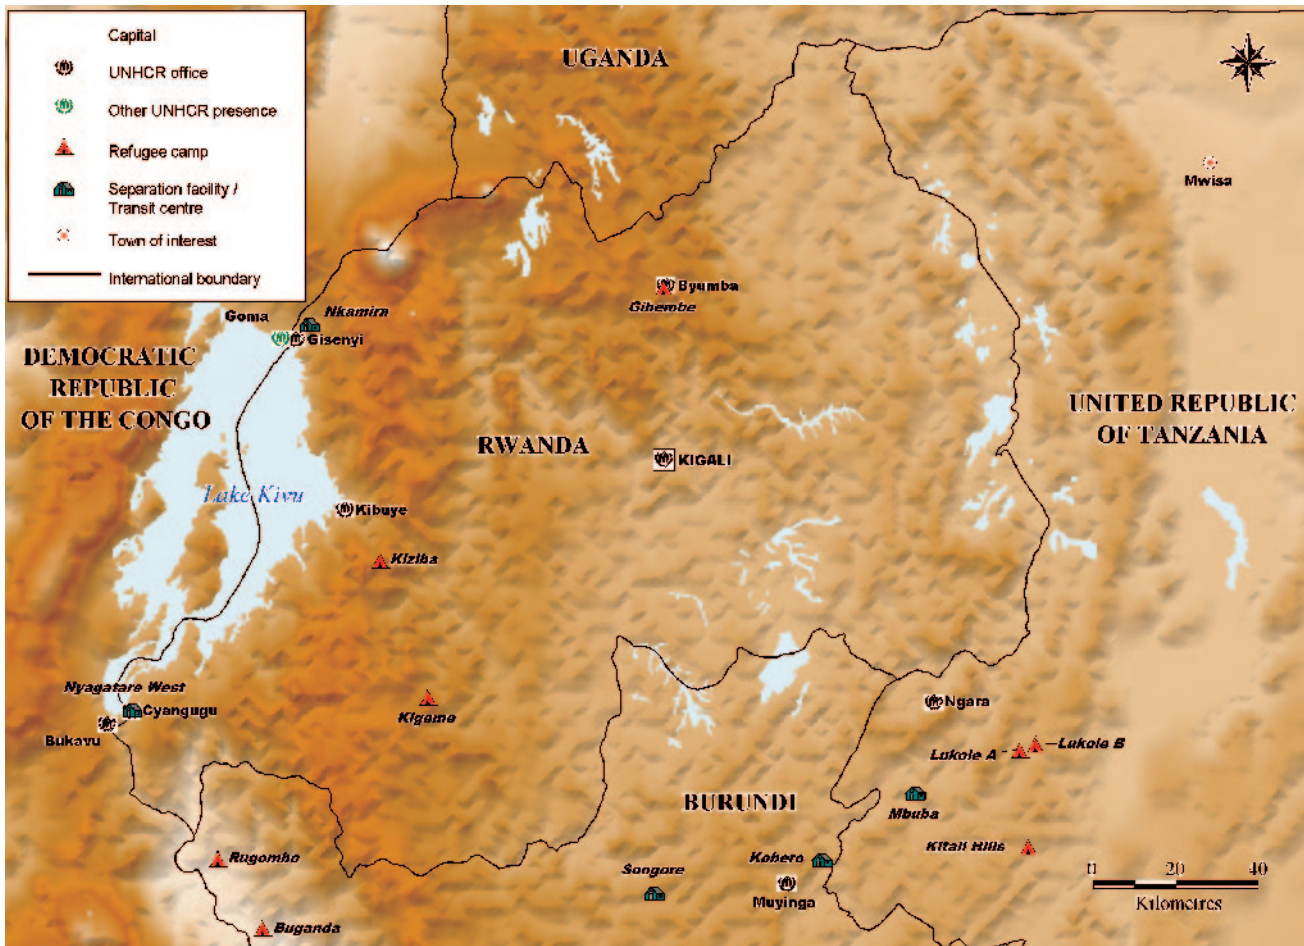 Capital
UNHCR office
Other UNHCR presence
Refugee camp
Separation facility /
Transit centre
Town of interest
International boundary
UGANDA
Mwisa
Byumba
Gihembe
Goma
Nkamira
Gisenyi
DEMOCRATIC
REPUBLIC
OF THE CONGO
UNITED REPUBLIC
OF TANZANIA
RWANDA
KIGALI
Lake Kivu
Kibuye
Kiziba
Nyagatare West
Cyangugu
Bukavu
Kigeme
Ngara
Lukole A
Lukole B
BURUNDI
Mbuba
Kitali Hills
Rugombo
Kobero
Songore
Muyinga
Buganda
0 20 40
Kilometres